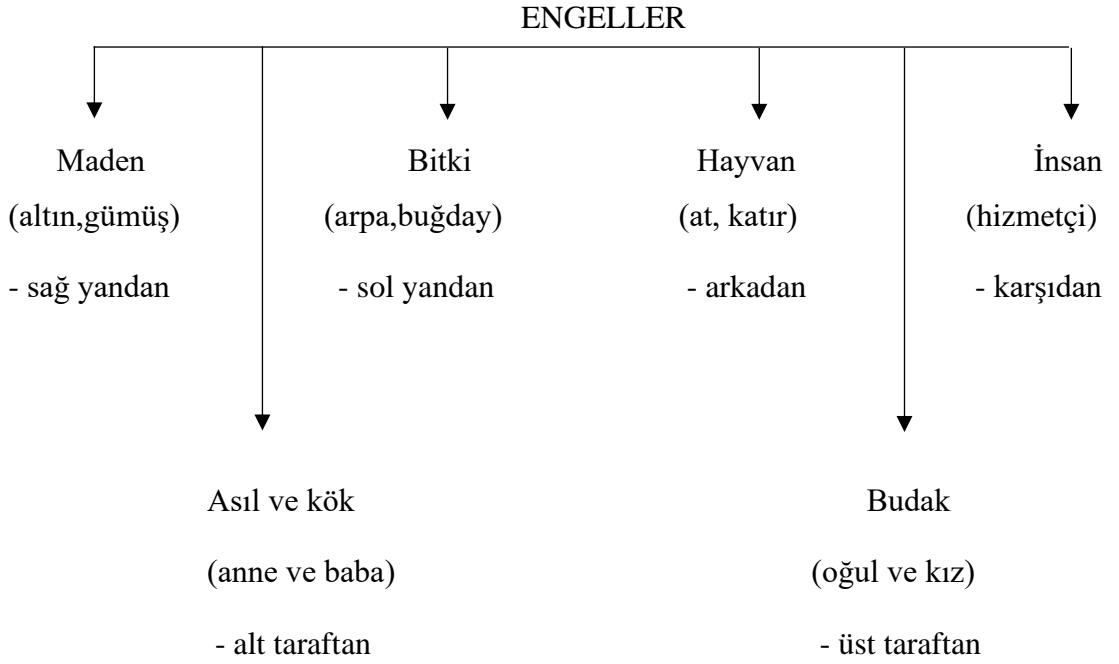 ENGELLER
Maden Bitki Hayvan İnsan
(altın,gümüş) (arpa,buğday) (at, katır) (hizmetçi)
- sağ yandan - sol yandan - arkadan - karşıdan
Asıl ve kök Budak
(anne ve baba) (oğul ve kız)
- alt taraftan - üst taraftan